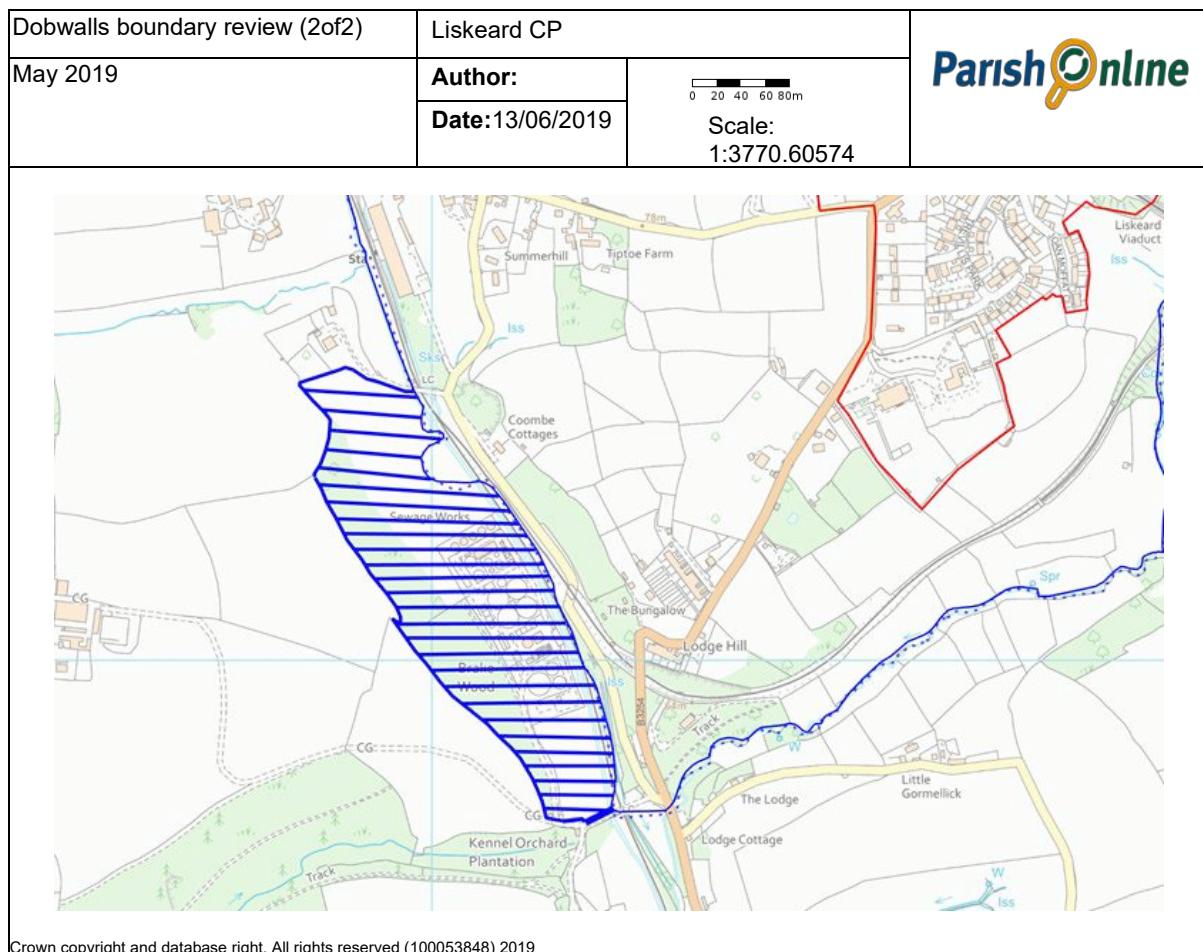 Dobwalls boundary review (2of2)
Liskeard CP
Parish Online
May 2019
Author:
0 20 40 60 80m
Date:13/06/2019
Scale:
1:3770.60574
78m
Liskeard
Viaduct
Sta
Summerhill
Tiptoe Farm
Iss
Iss
Sks
LC
Coombe
Cottages
Sewage Works
Spr
CG
The Bungalow
Lodge Hill
Brake
Wood
Iss
B3254
Track
W
CG
Little
Gormellick
The Lodge
CG
Lodge Cottage
Kennel Orchard
Plantation
Track
W
Iss
Crown copyright and database right. All rights reserved (100053848) 2019